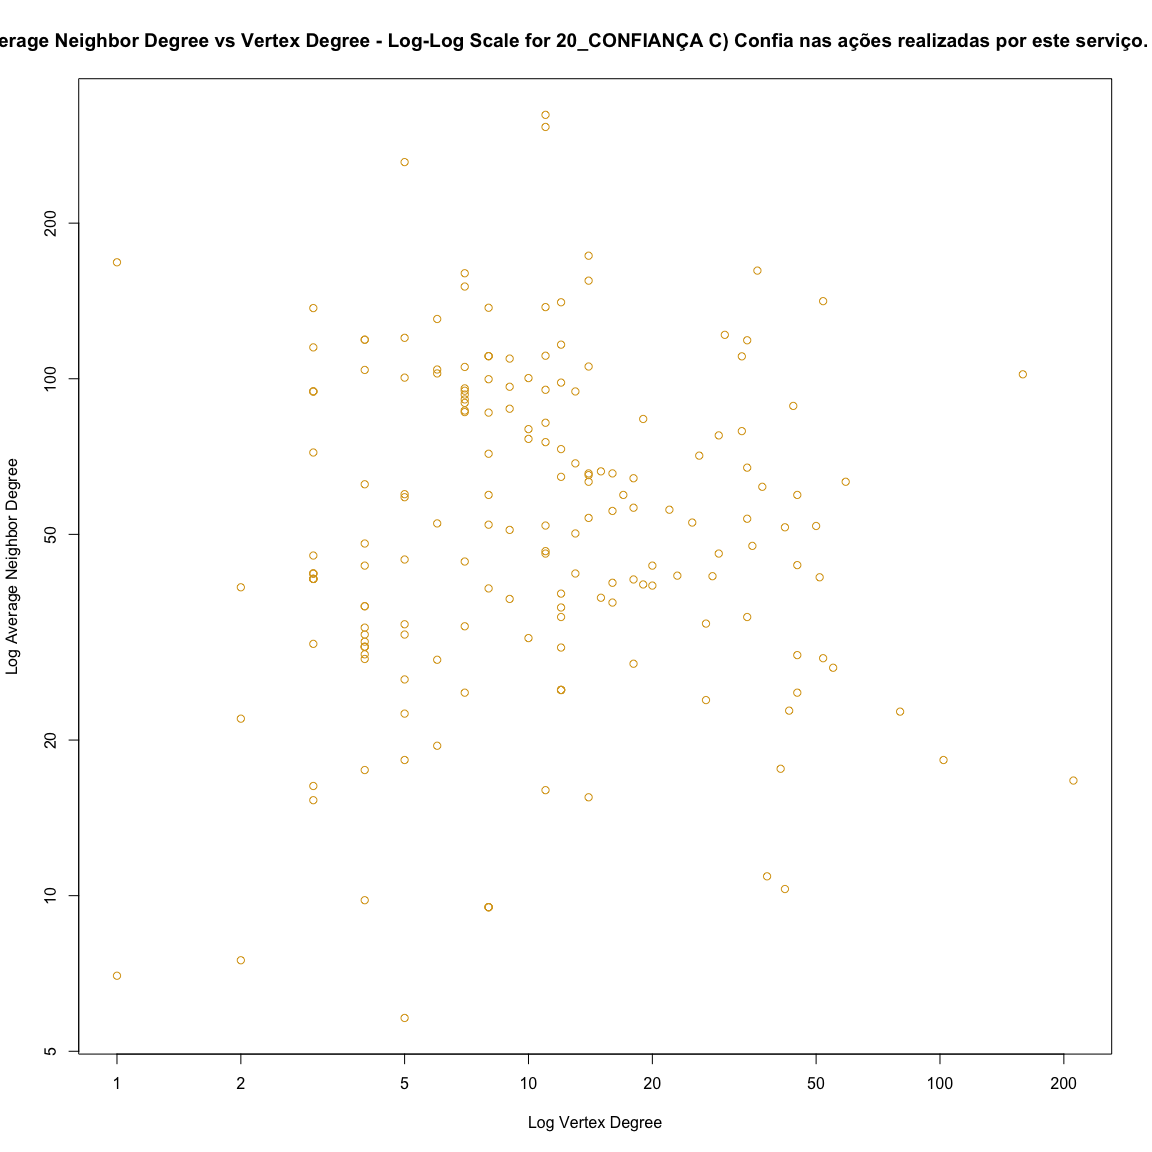 erage Neighbor Degree vs Vertex Degree - Log-Log Scale for 20_CONFIANÇA C) Confia nas ações realizadas por este serviço.
200
100
50
20
10
5
Log Average Neighbor Degree
1 2 5 10 20 50 100 200
Log Vertex Degree